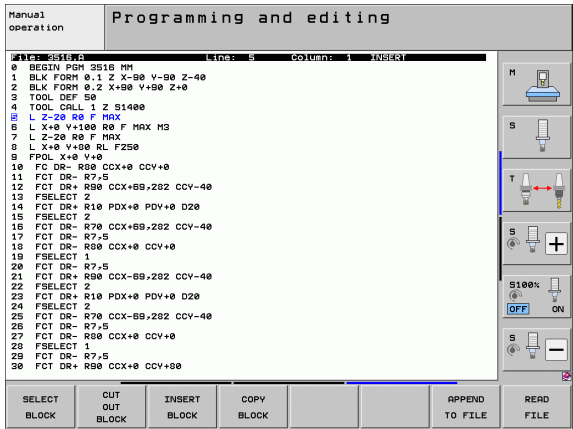 Manual
operation
Programming and editing
File: 3516.A Line: 5 Column: 1 INSERT
0 BEGIN PGM 3516 MM
1 BLK FORM 0.1 Z X-90 Y-90 Z-40
2 BLK FORM 0.2 X+90 Y+90 Z+0
3 TOOL DEF 50
4 TOOL CALL 1 Z S1400
5 L Z-20 R0 F MAX
6 L X+0 Y+100 R0 F MAX M3
7 L Z-20 R0 F MAX
8 L X+0 Y+80 RL F250
9 FPOL X+0 Y+0
10 FC DR- R80 CCX+0 CCY+0
11 FCT DR- R7,5
12 FCT DR+ R90 CCX+69,282 CCY-40
13 FSELECT 2
14 FCT DR+ R10 PDX+0 PDY+0 D20
15 FSELECT 2
16 FCT DR- R70 CCX+69,282 CCY-40
17 FCT DR- R7,5
18 FCT DR- R80 CCX+0 CCY+0
19 FSELECT 1
20 FCT DR- R7,5
21 FCT DR+ R90 CCX-69,282 CCY-40
22 FSELECT 2
23 FCT DR+ R10 PDX+0 PDY+0 D20
24 FSELECT 2
25 FCT DR- R70 CCX-69,282 CCY-40
26 FCT DR- R7,5
27 FCT DR- R80 CCX+0 CCY+0
28 FSELECT 1
29 FCT DR- R7,5
30 FCT DR+ R90 CCX+0 CCY+80
M
S
T
S
+
S100%
OFF ON
S
−
SELECT
BLOCK
CUT
OUT
BLOCK
INSERT
BLOCK
COPY
BLOCK
APPEND
TO FILE
READ
FILE